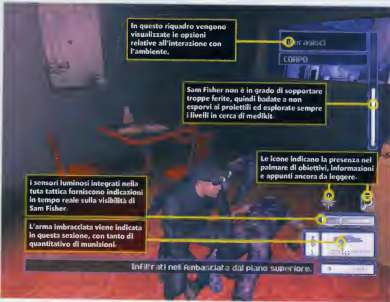 In questo riquadro vengono
visualizzate le opzioni
relative all'interazione con
l'ambiente.
CORPO
Sam Fisher non è in grado di sopportare
troppe ferite, quindi badate a non
esporvi ai proiettili ed esplorate sempre
i livelli in cerca di medikit.
Le icone indicano la presenza nel
palmare di obiettivi, informazioni
e appunti ancora da leggere.
i sensori luminosi integrati nella
tuta tattica forniscono indicazioni
in tempo reale sulla visibilità di
Sam Fisher.
L'arma imbracciata viene indicata
in questa sezione, con tanto di
quantitativo di munizioni.
Infiltrati nell Ambasciata dal piano superiore.